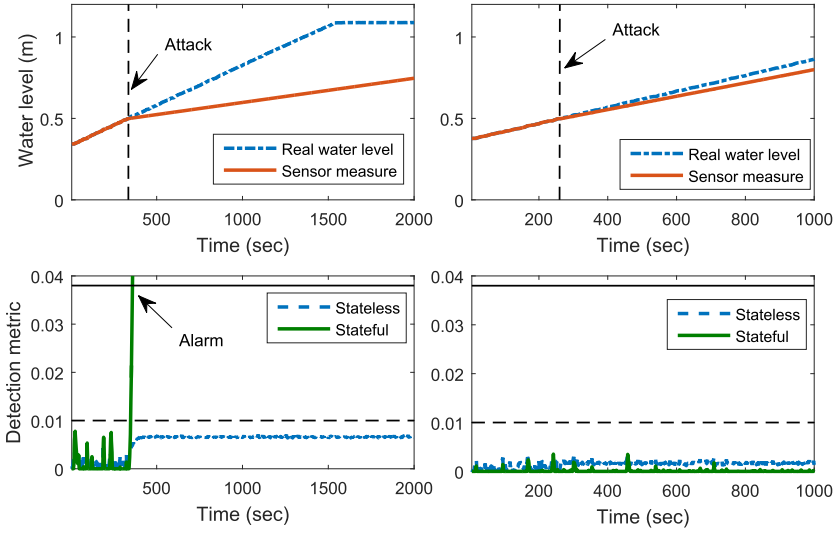 Water level (m)
1
0.5
0
Attack
Real water level
Sensor measure
500
1000
1500
2000
Time (sec)
1
0.5
0
Attack
Real water level
Sensor measure
200
400
600
800
1000
Time (sec)
Detection metric
0.04
0.03
0.02
0.01
0
Stateless
Stateful
Alarm
500
1000
1500
2000
Time (sec)
0.04
0.03
0.02
0.01
0
Stateless
Stateful
200
400
600
800
1000
Time (sec)